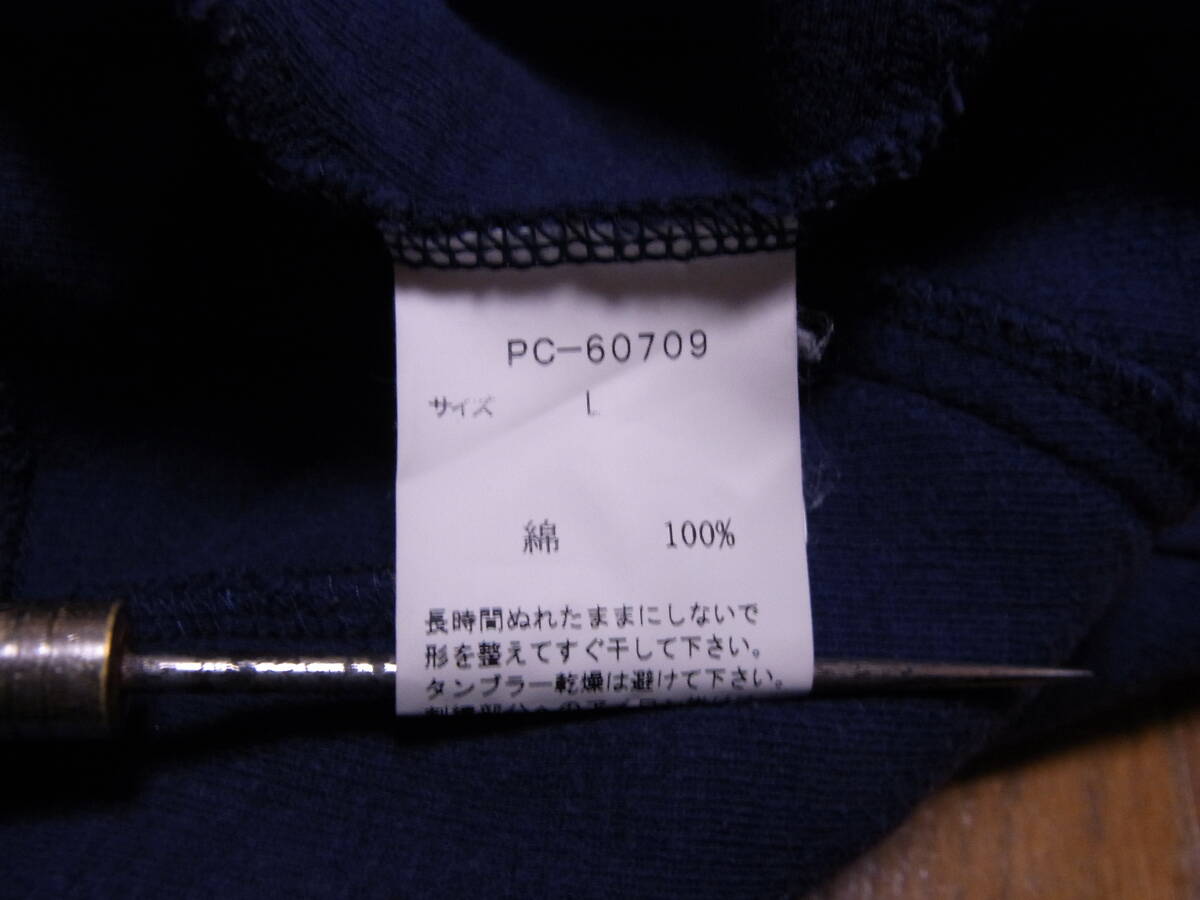 PC-60709
サイズ L
綿 100%
長時間ぬれたままにしないで
形を整えてすぐ干して下さい。
タンブラー乾燥は避けて下さい。